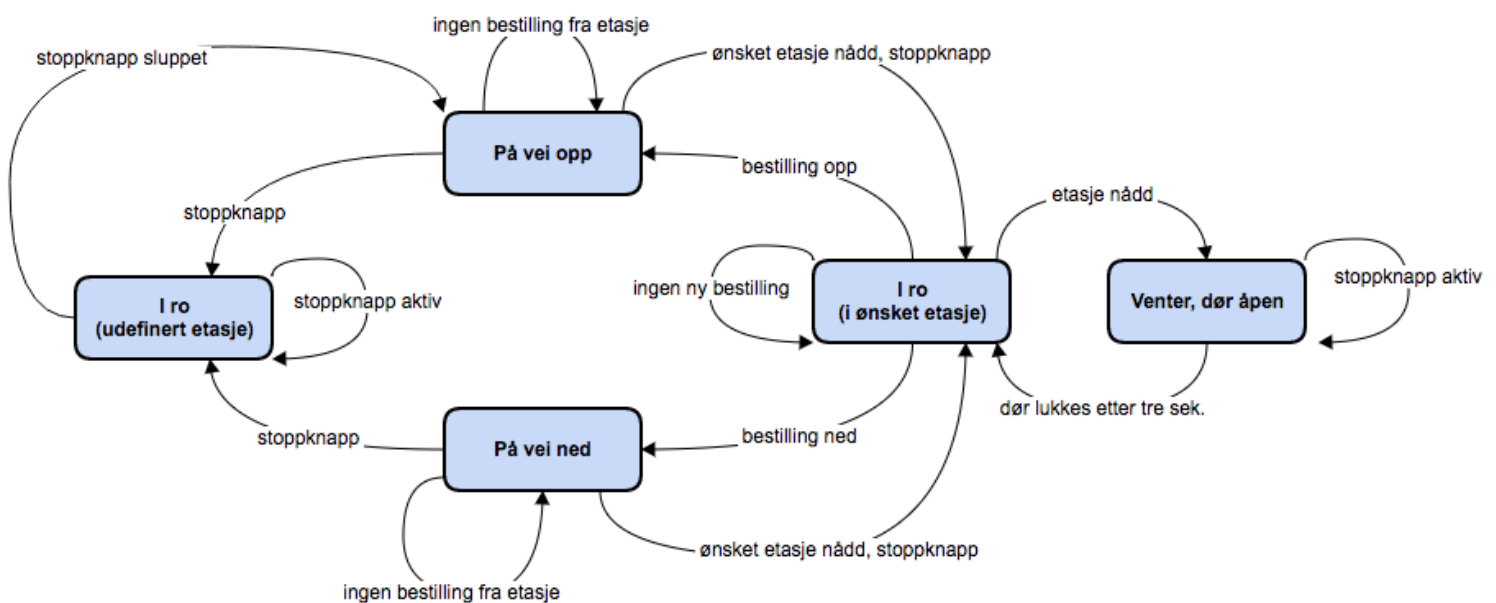 ingen bestilling fra etasje
stoppknapp sluppet
ønsket etasje nådd, stoppknapp
På vei opp
bestilling opp
etasje nådd
stoppknapp
I ro
(udefinert etasje)
stoppknapp aktiv
ingen ny bestilling
I ro
(i ønsket etasje)
Venter, dør åpen
stoppknapp aktiv
dør lukkes etter tre sek.
stoppknapp
På vei ned
bestilling ned
ønsket etasje nådd, stoppknapp
ingen bestilling fra etasje